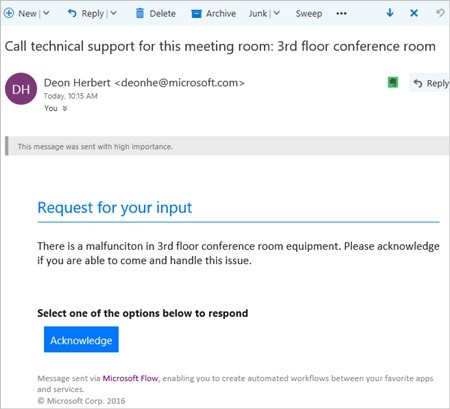 New Reply Delete Archive Junk Sweep ...
Call technical support for this meeting room: 3rd floor conference room
DH
Deon Herbert <deonhe@microsoft.com>
Reply
Today, 10:15 AM
You
This message was sent with high importance.
Request for your input
There is a malfunciton in 3rd floor conference room equipment. Please acknowledge
if you are able to come and handle this issue.
Select one of the options below to respond
Acknowledge
Message sent via Microsoft Flow, enabling you to create automated workflows between your favorite apps
and services.
© Microsoft Corp. 2016